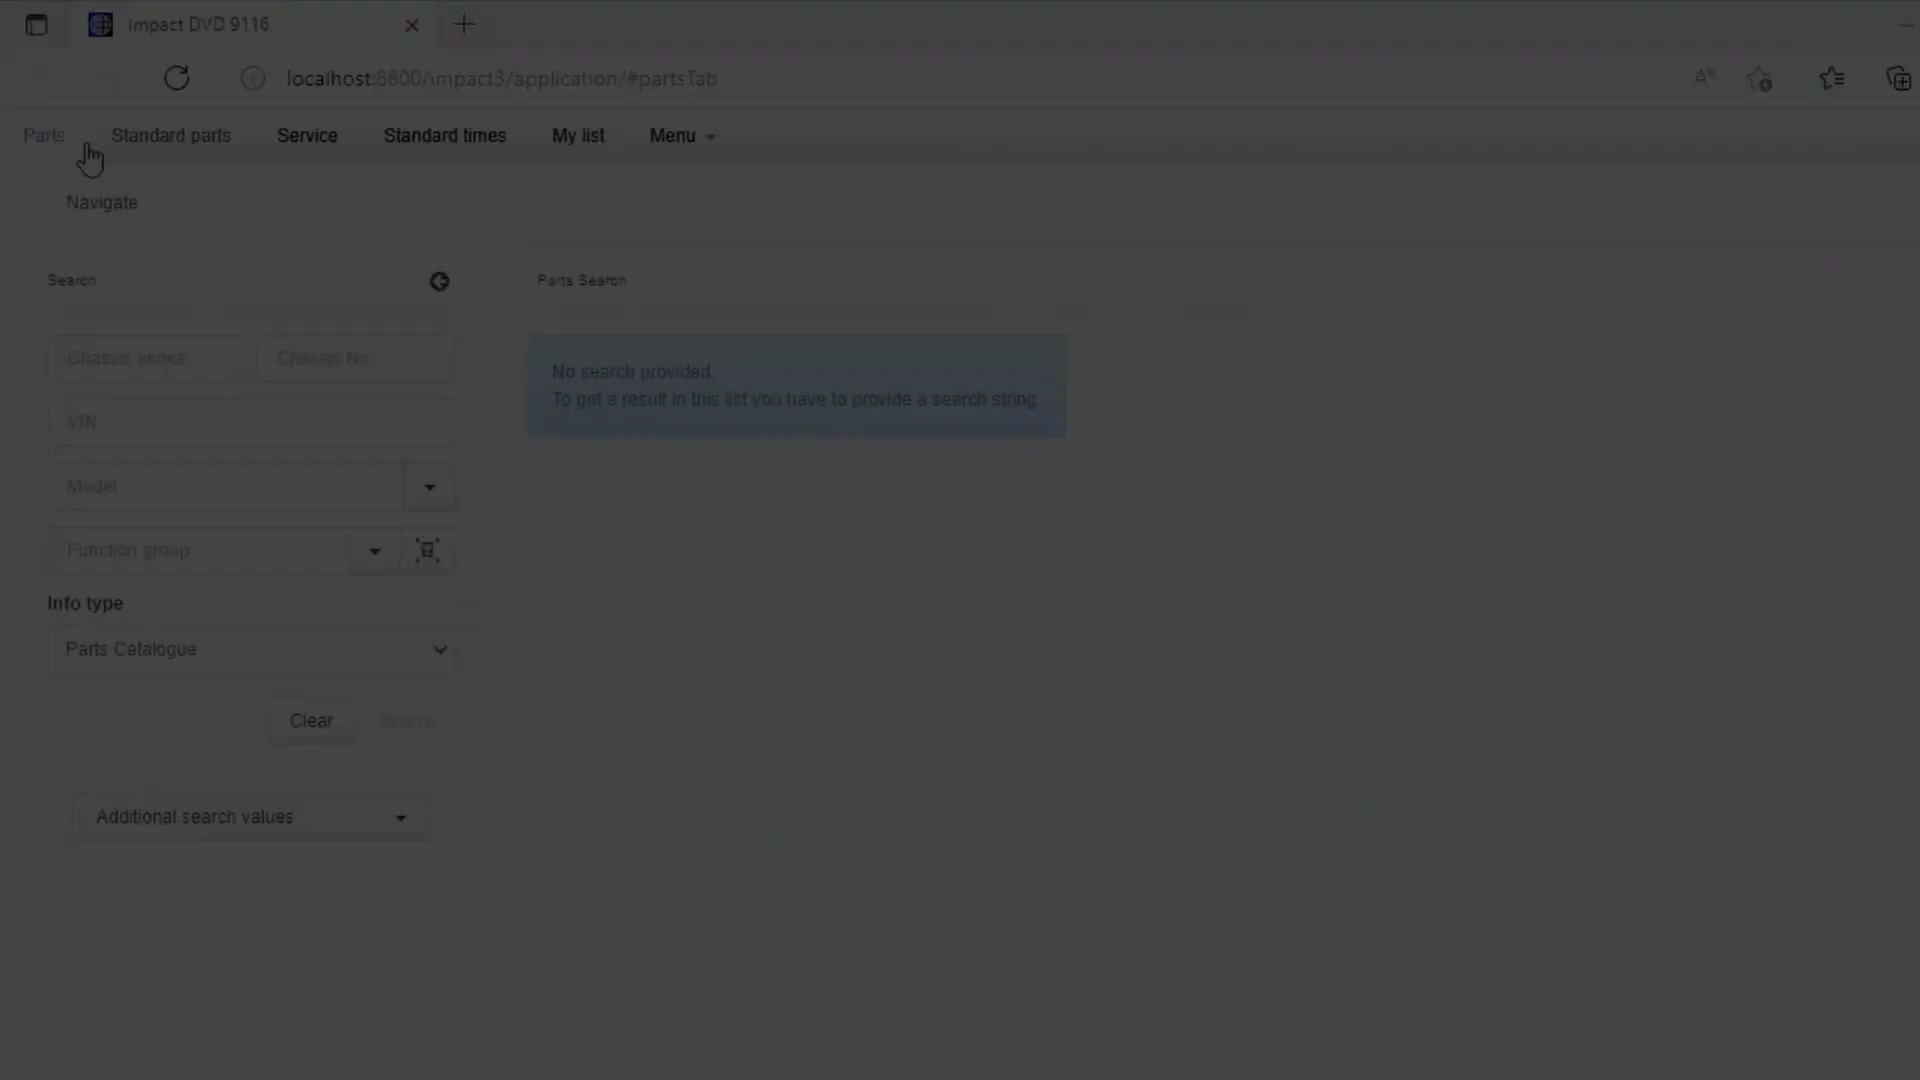 Impact DVD 9116
localhost:8800/impact3/application/#partsTab
Parts Standard parts Service Standard times My list Menu
Navigate
Search
Parts Search
Chassis series
Chassis No.
No search provided.
To get a result in this list you have to provide a search string.
VIN
Model
Function group
Info type
Parts Catalogue
Clear Search
Additional search values